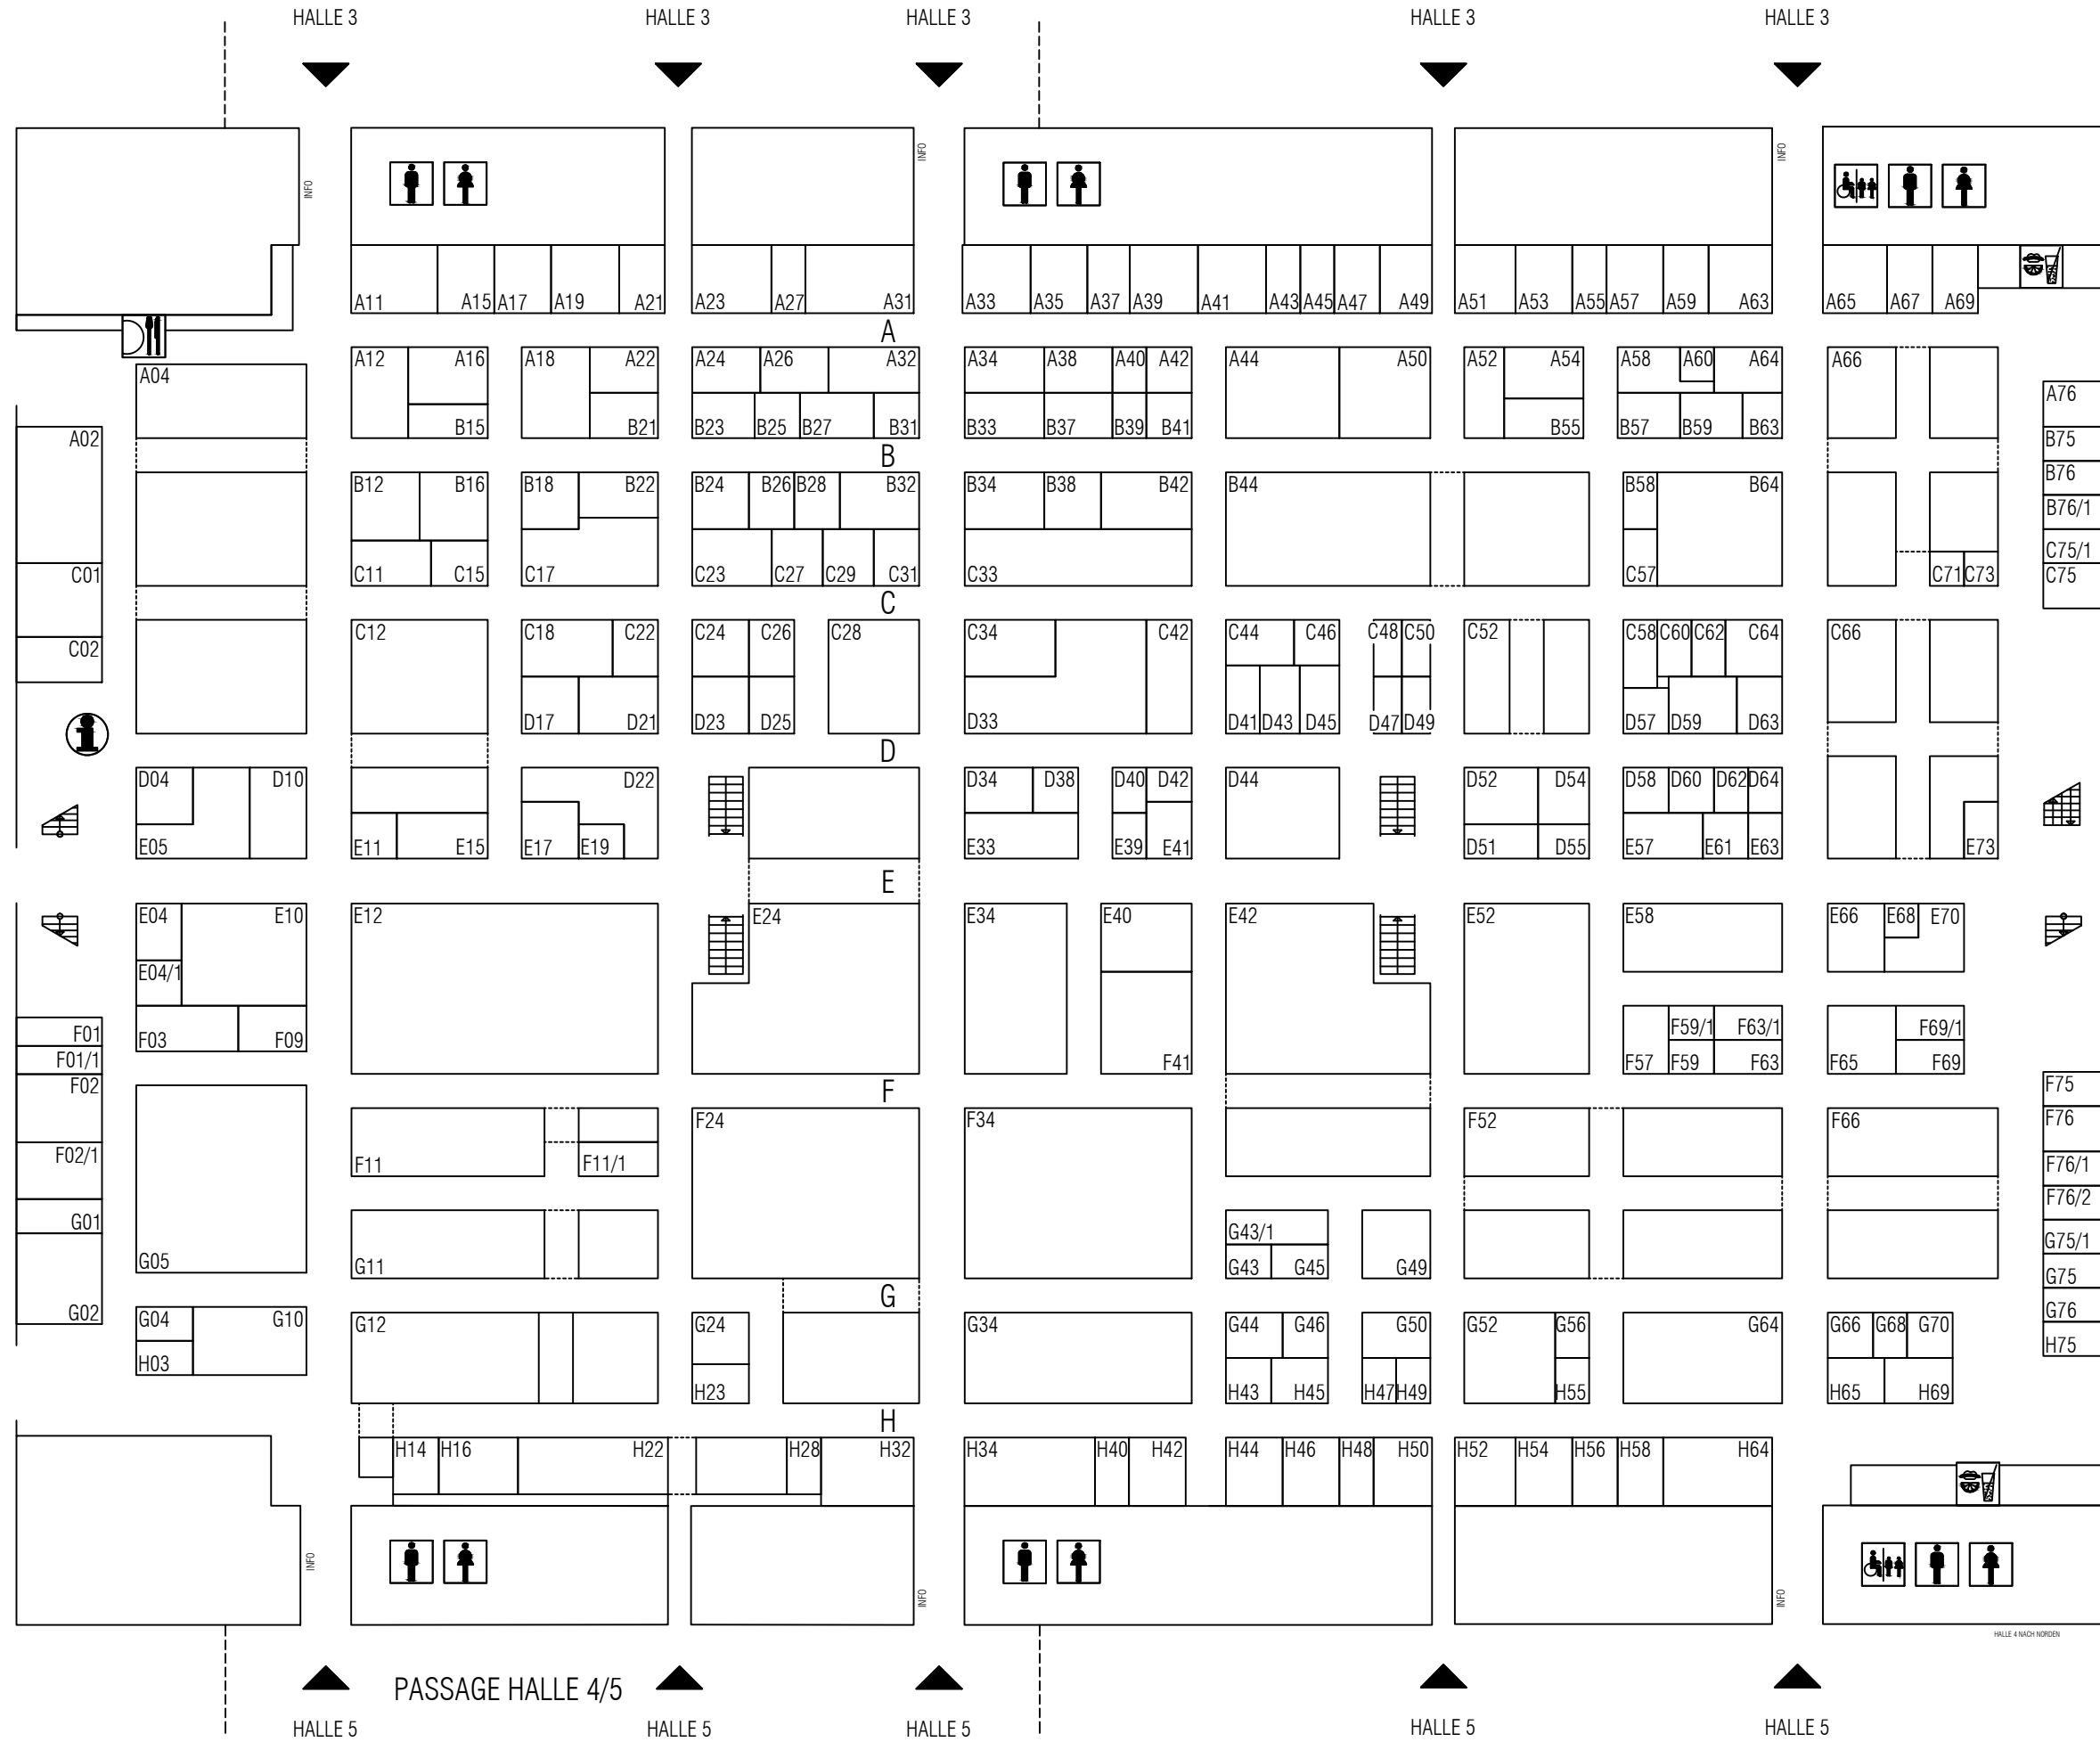 HALLE 3 HALLE 3 HALLE 3 HALLE 3 HALLE 3
INFO INFO INFO
A11 A15 A17 A19 A21 A23 A27 A31 A33 A35 A37 A39 A41 A43 A45 A47 A49 A51 A53 A55 A57 A59 A63 A65 A67 A69
A
A04 A12 A16 A18 A22 A24 A26 A32 A34 A38 A40 A42 A44 A50 A52 A54 A58 A60 A64 A66
A76
A02 B15 B21 B23 B25 B27 B31 B33 B37 B39 B41 B55 B57 B59 B63 B75
B
B12 B16 B18 B22 B24 B26 B28 B32 B34 B38 B42 B44 B58 B64 B76
B76/1
C75/1
C01 C11 C15 C17 C23 C27 C29 C31 C33 C57 C71 C73 C75
C
C02 C12 C18 C22 C24 C26 C28 C34 C42 C44 C46 C48 C50 C52 C58 C60 C62 C64 C66
D17 D21 D23 D25 D33 D41 D43 D45 D47 D49 D57 D59 D63
D
D04 D10 D22 D34 D38 D40 D42 D44 D52 D54 D58 D60 D62 D64
E05 E11 E15 E17 E19 E33 E39 E41 D51 D55 E57 E61 E63 E73
E
E04 E10 E12 E24 E34 E40 E42 E52 E58 E66 E68 E70
E04/1
F01 F03 F09 F59/1 F63/1 F69/1
F01/1 F41 F57 F59 F63 F65 F69
F02 F
F75
F24 F34 F52 F66 F76
F02/1 F11 F11/1 F76/1
F76/2
G01 G43/1 G75/1
G05 G11 G43 G45 G49 G75
G
G02 G04 G10 G12 G24 G34 G44 G46 G50 G52 G56 G64 G66 G68 G70 G76
H03 H75
H23 H43 H45 H47 H49 H55 H65 H69
H
H14 H16 H22 H28 H32 H34 H40 H42 H44 H46 H48 H50 H52 H54 H56 H58 H64
INFO INFO INFO
HALLE 4 NACH NORDEN
PASSAGE HALLE 4/5
HALLE 5 HALLE 5 HALLE 5 HALLE 5 HALLE 5